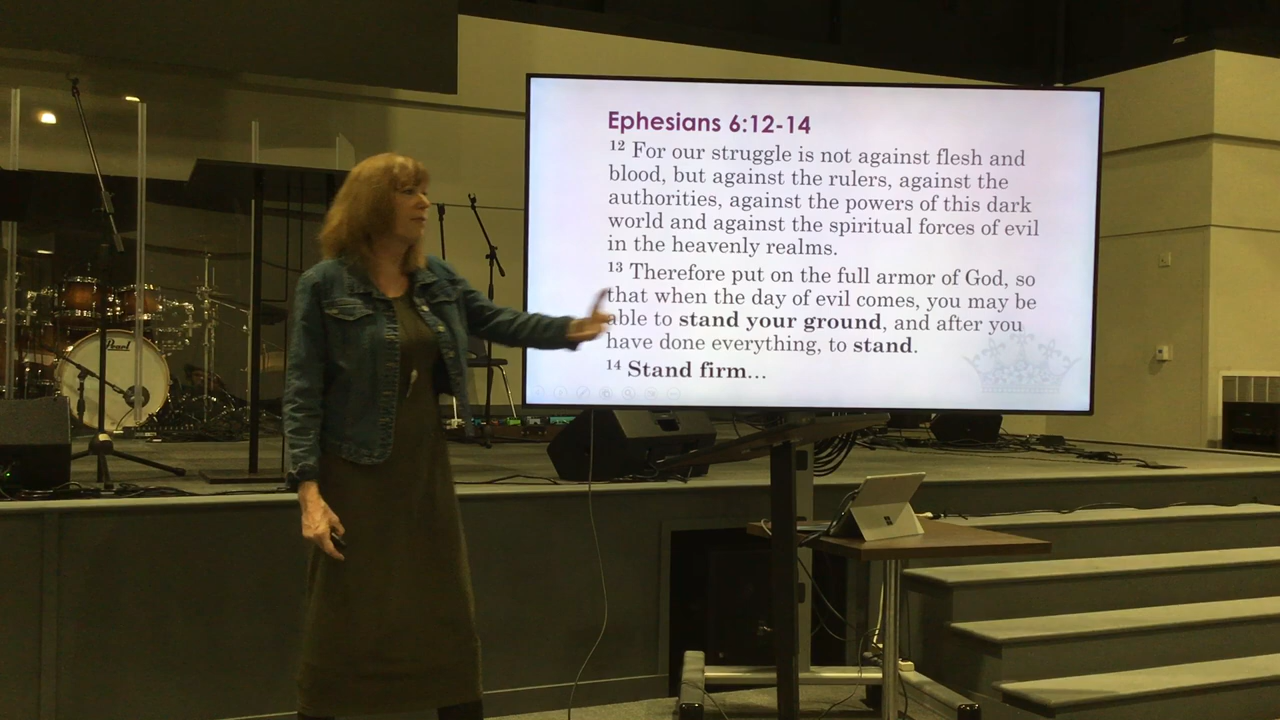 Ephesians 6:12-14
12 For our struggle is not against flesh and
blood, but against the rulers, against the
authorities, against the powers of this dark
world and against the spiritual forces of evil
in the heavenly realms.
13 Therefore put on the full armor of God, so
that when the day of evil comes, you may be
able to stand your ground, and after you
have done everything, to stand.
14 Stand firm...
Pearl